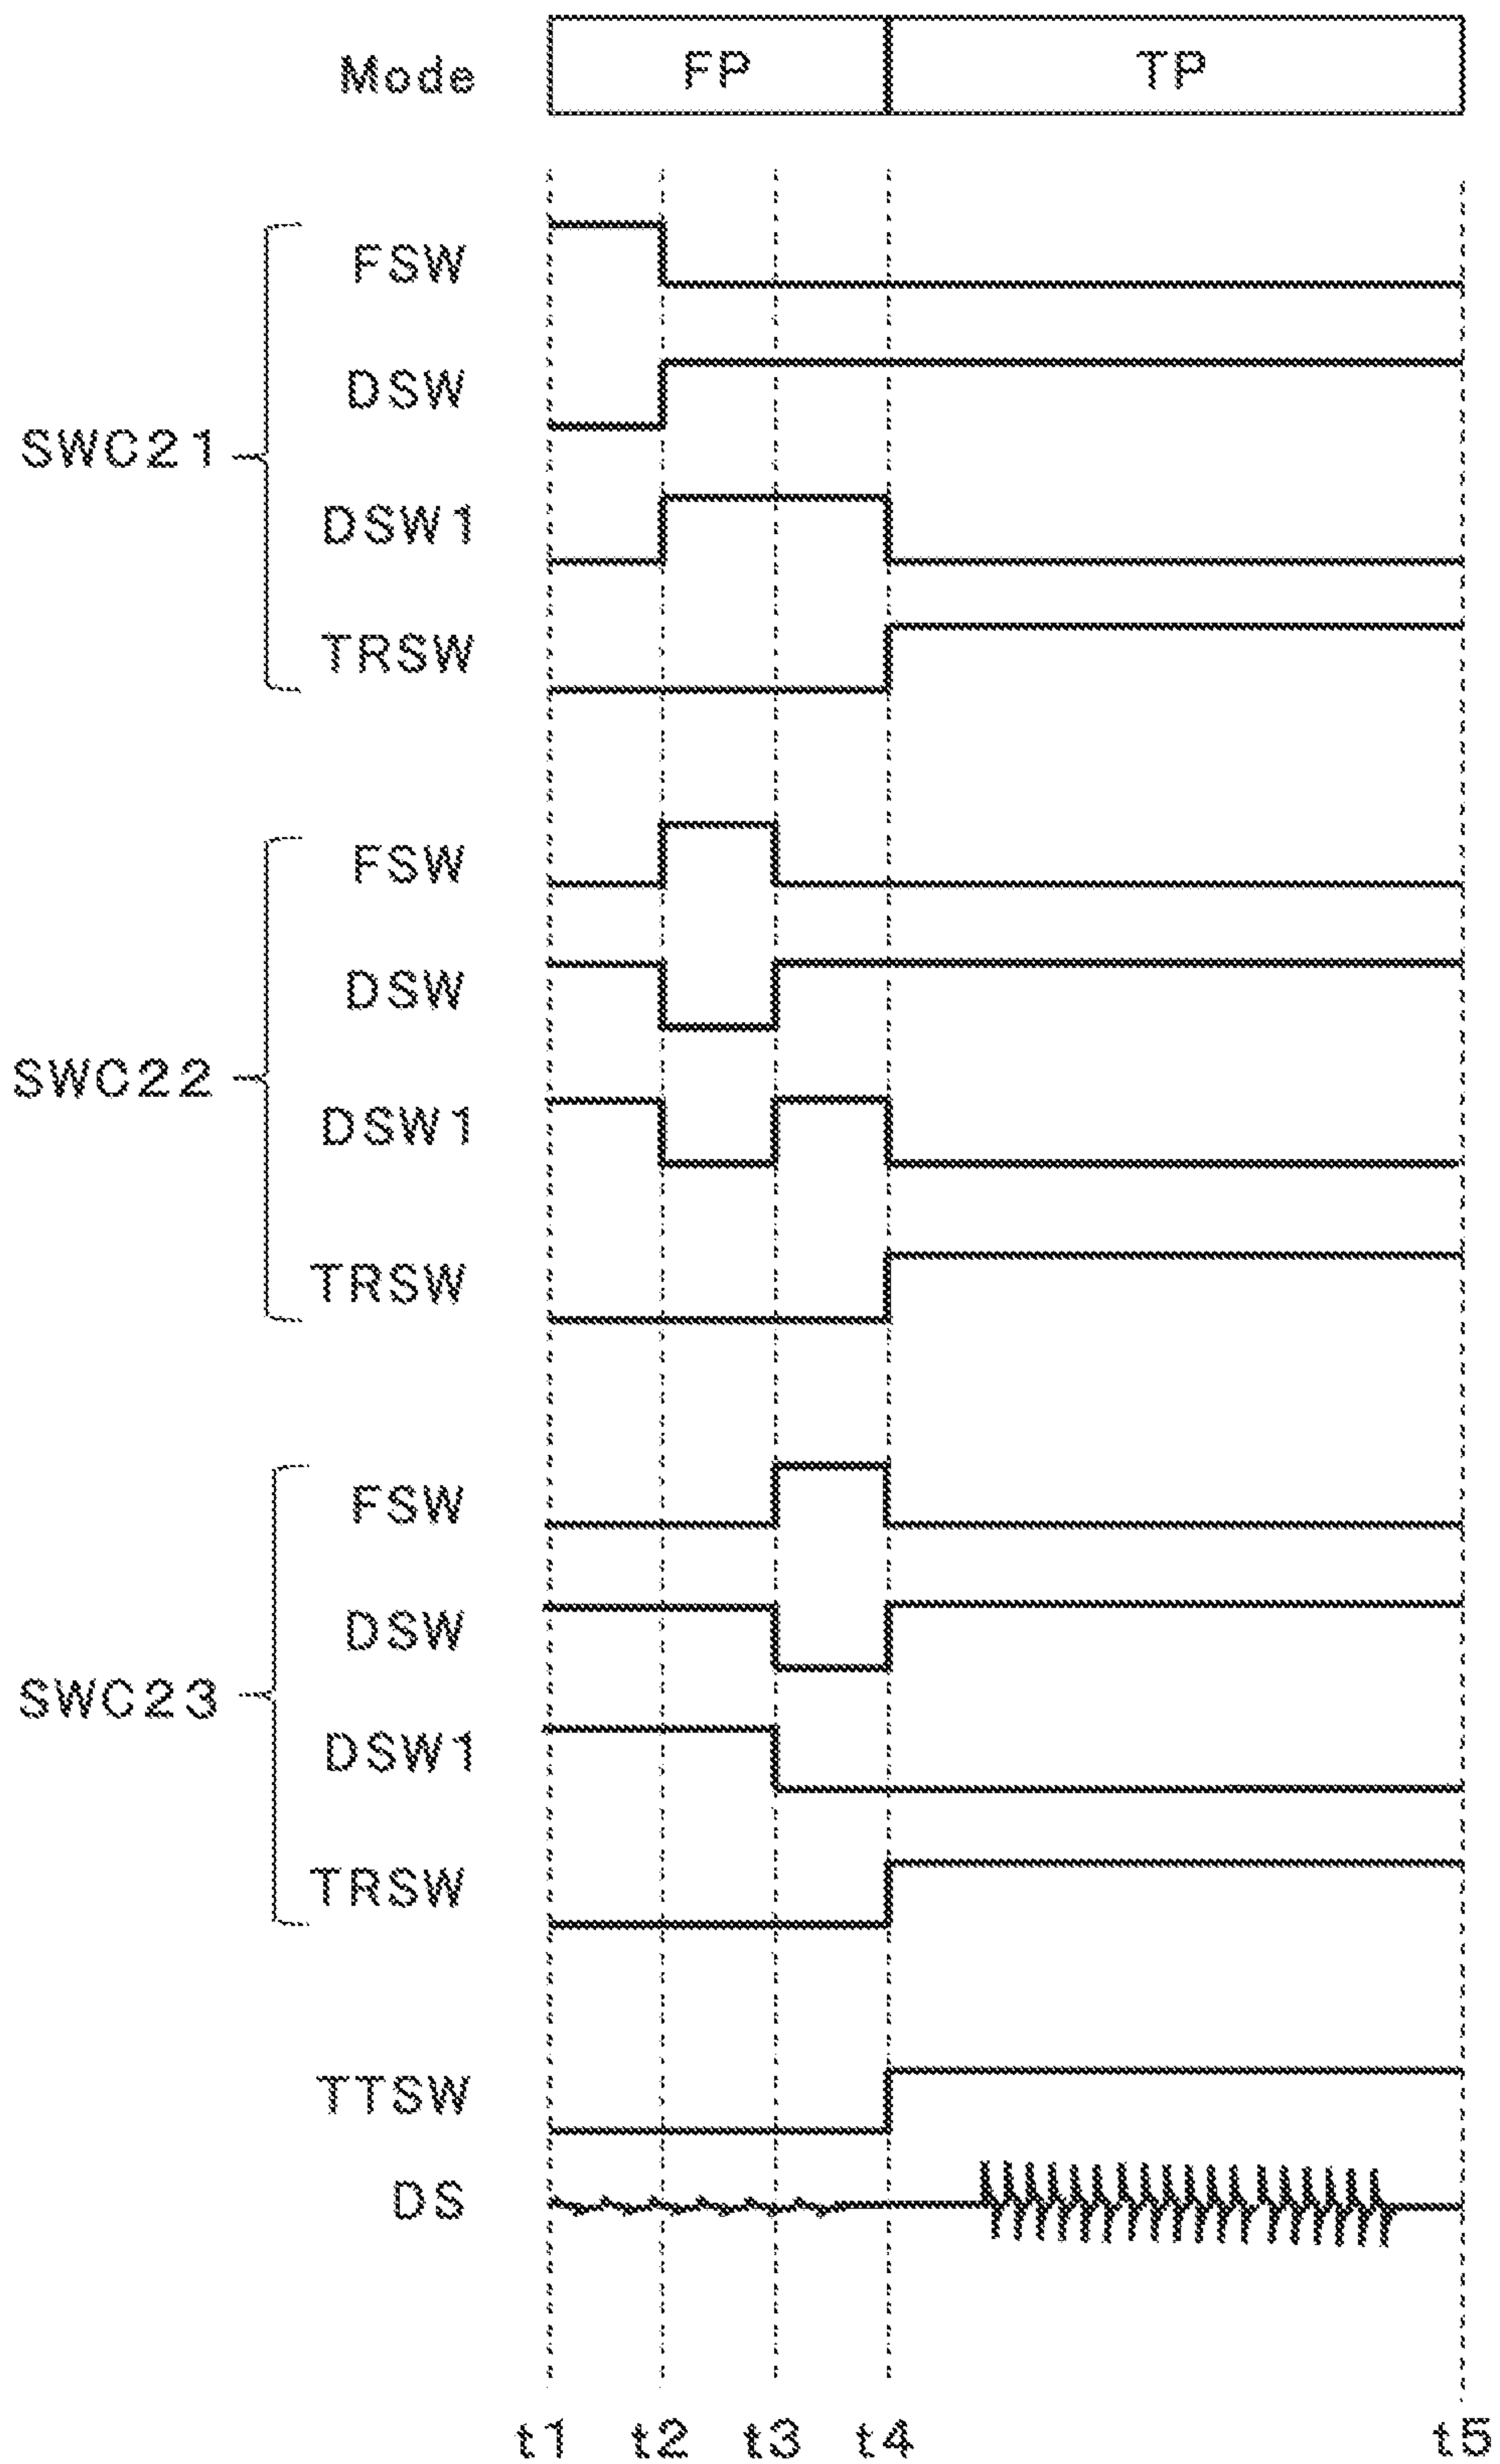 Mode FP TP
FSW
DSW
SWC21
DSW1
TRSW
FSW
DSW
SWC22
DSW1
TRSW
FSW
DSW
SWC23
DSW1
TRSW
TTSW
DS
t1 t2 t3 t4 t5